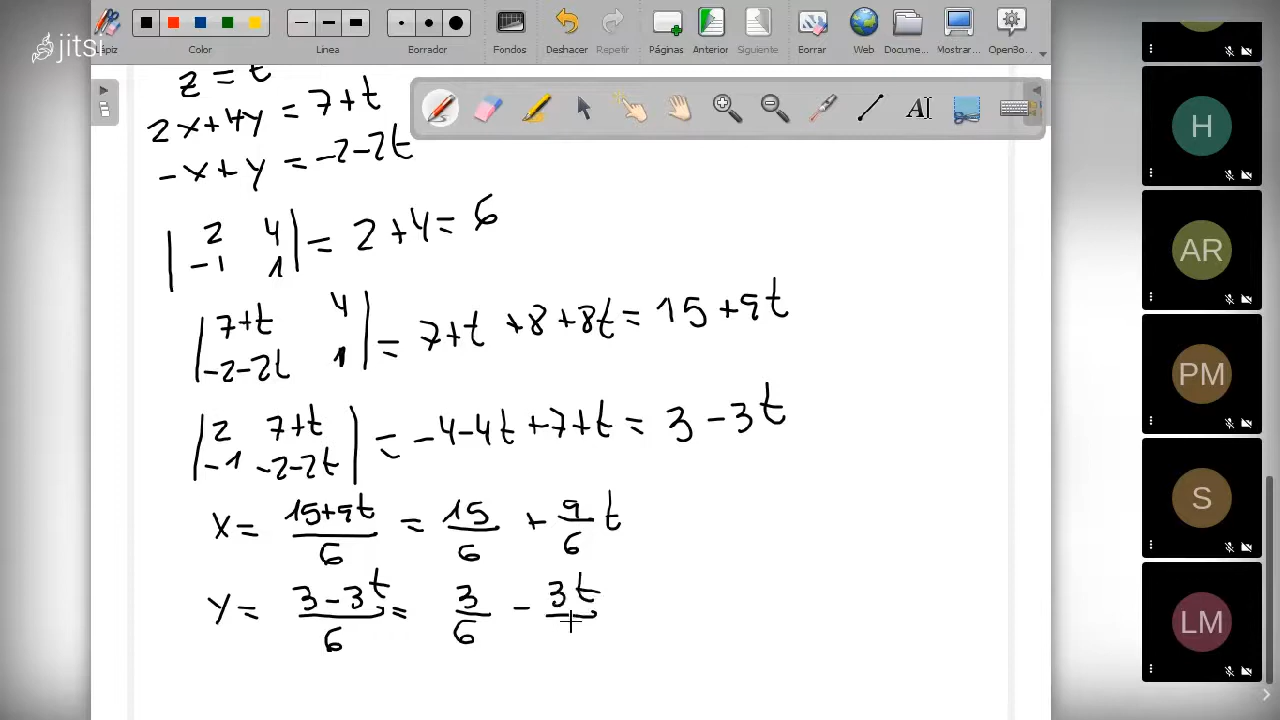 jitsi
Lápiz Color Línea Borrador Fondos Deshacer Repetir Páginas Anterior Siguiente Borrar Web Docume... Mostrar... OpenBo...
z = t
2x+4y = 7+t
-x+y = -2-2t
| 2 4 |
| -1 1 | = 2+4= 6
| 7+t 4 |
| -2-2t 1 | = 7+t +8+8t = 15+9t
| 2 7+t |
| -1 -2-2t | = -4-4t+7+t = 3-3t
x = 15+9t/6 = 15/6 + 9/6 t
y = 3-3t/6 = 3/6 - 3t
H
AR
PM
S
LM